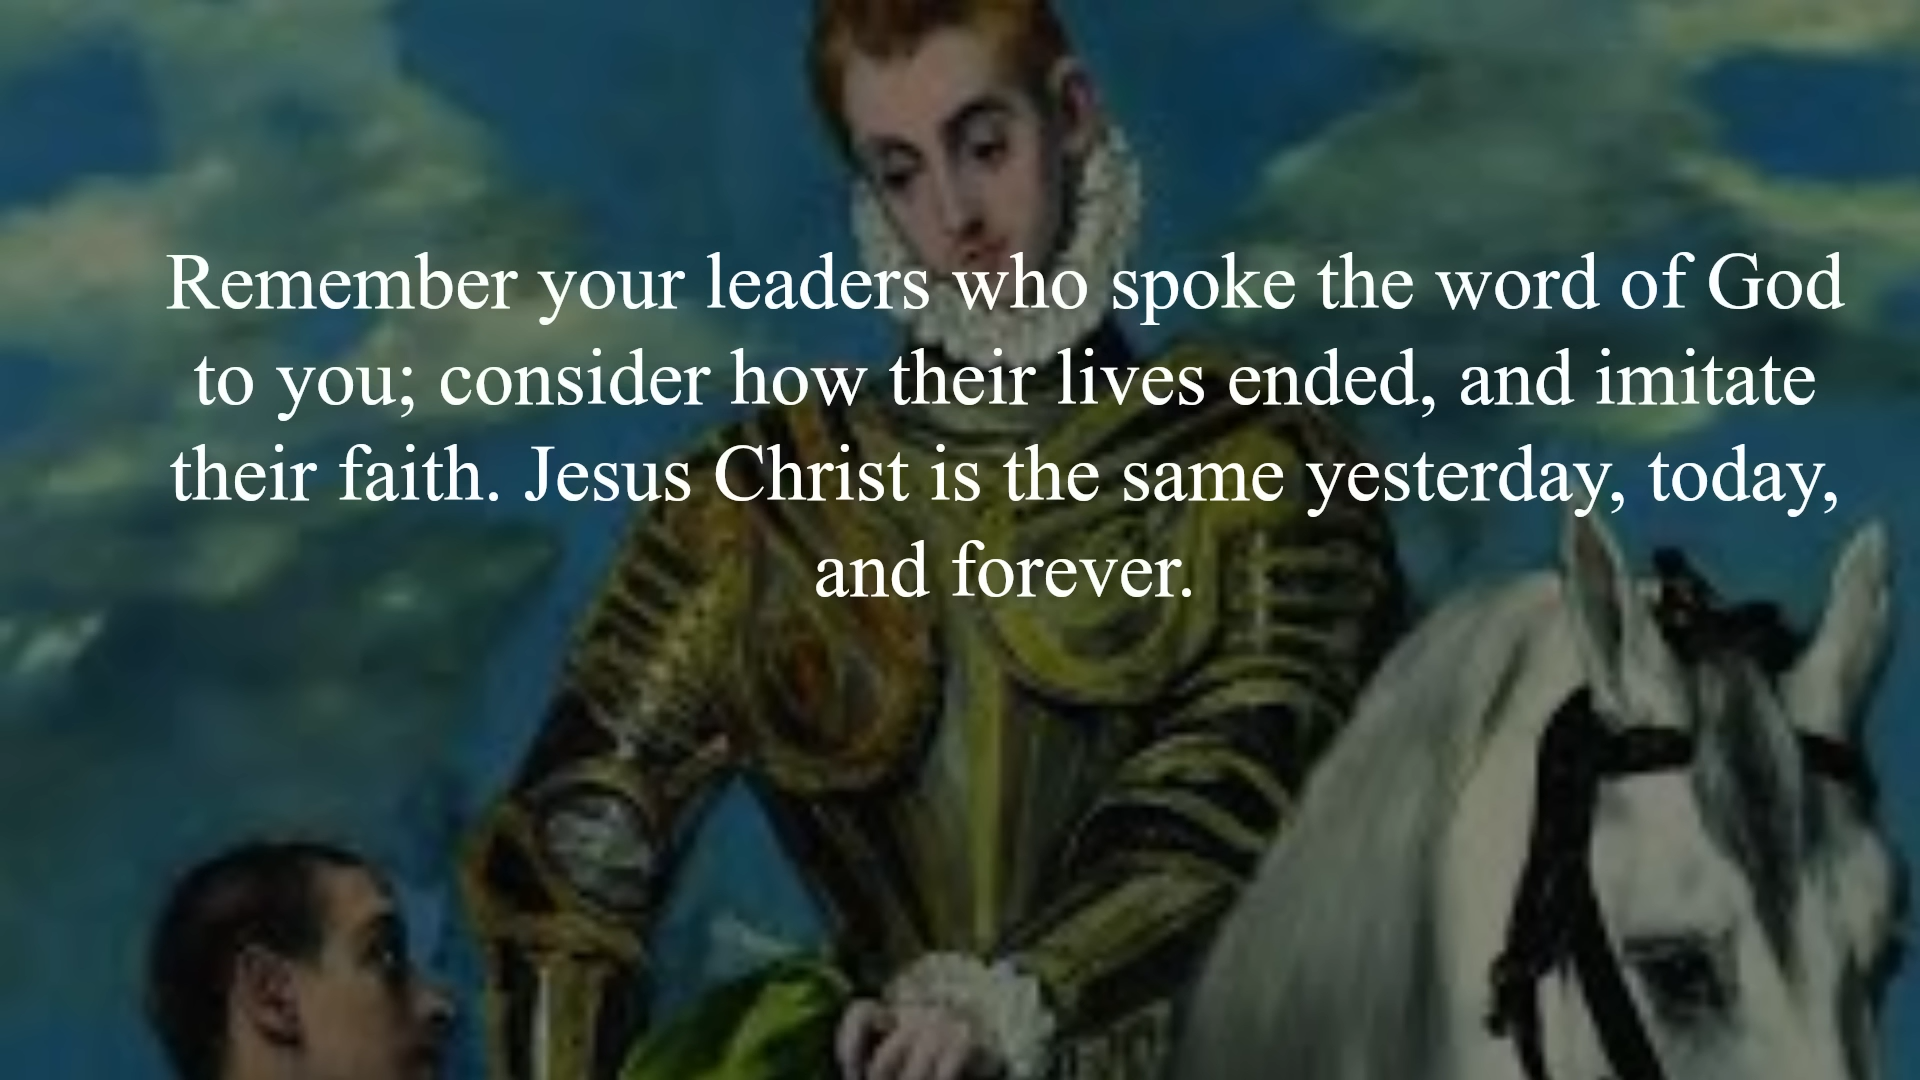 Remember your leaders who spoke the word of God
to you; consider how their lives ended, and imitate
their faith. Jesus Christ is the same yesterday, today,
and forever.